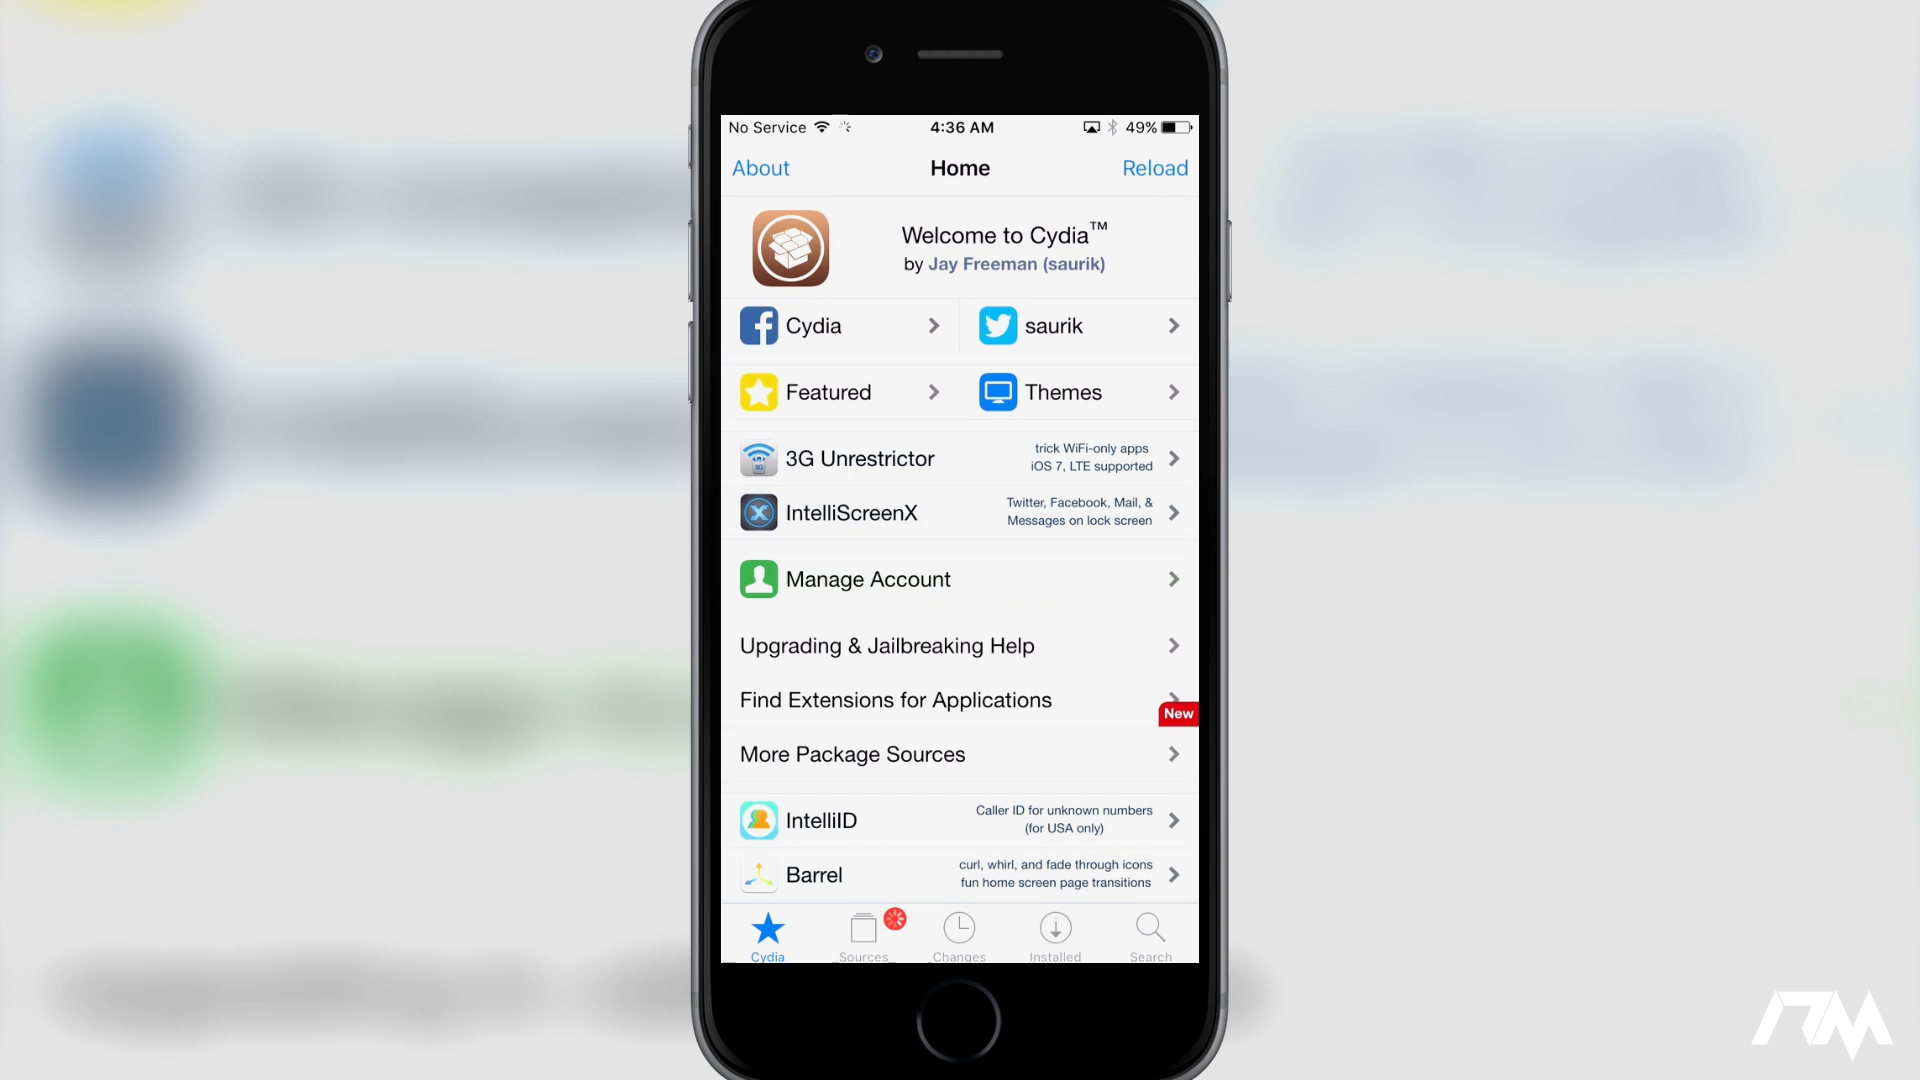 No Service 4:36 AM 49%
About Home Reload
Welcome to Cydia™
by Jay Freeman (saurik)
Cydia saurik
Featured Themes
3G Unrestrictor trick WiFi-only apps
iOS 7, LTE supported
IntelliScreenX Twitter, Facebook, Mail, &
Messages on lock screen
Manage Account
Upgrading & Jailbreaking Help
Find Extensions for Applications
New
More Package Sources
IntelliID Caller ID for unknown numbers
(for USA only)
Barrel curl, whirl, and fade through icons
fun home screen page transitions
Cydia Sources Changes Installed Search